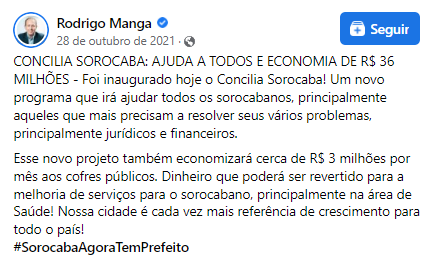 Rodrigo Manga
28 de outubro de 2021 ·
Seguir
CONCILIA SOROCABA: AJUDA A TODOS E ECONOMIA DE R$ 36
MILHÕES - Foi inaugurado hoje o Concilia Sorocaba! Um novo
programa que irá ajudar todos os sorocabanos, principalmente
aqueles que mais precisam a resolver seus vários problemas,
principalmente jurídicos e financeiros.
Esse novo projeto também economizará cerca de R$ 3 milhões por
mês aos cofres públicos. Dinheiro que poderá ser revertido para a
melhoria de serviços para o sorocabano, principalmente na área de
Saúde! Nossa cidade é cada vez mais referência de crescimento para
todo o país!
#SorocabaAgoraTemPrefeito